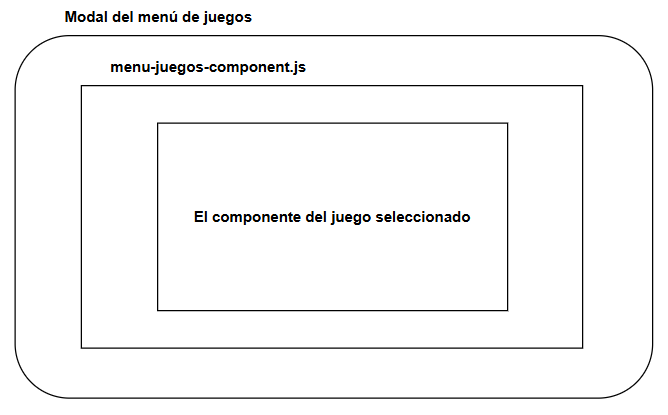 Modal del menú de juegos
menu-juegos-component.js
El componente del juego seleccionado